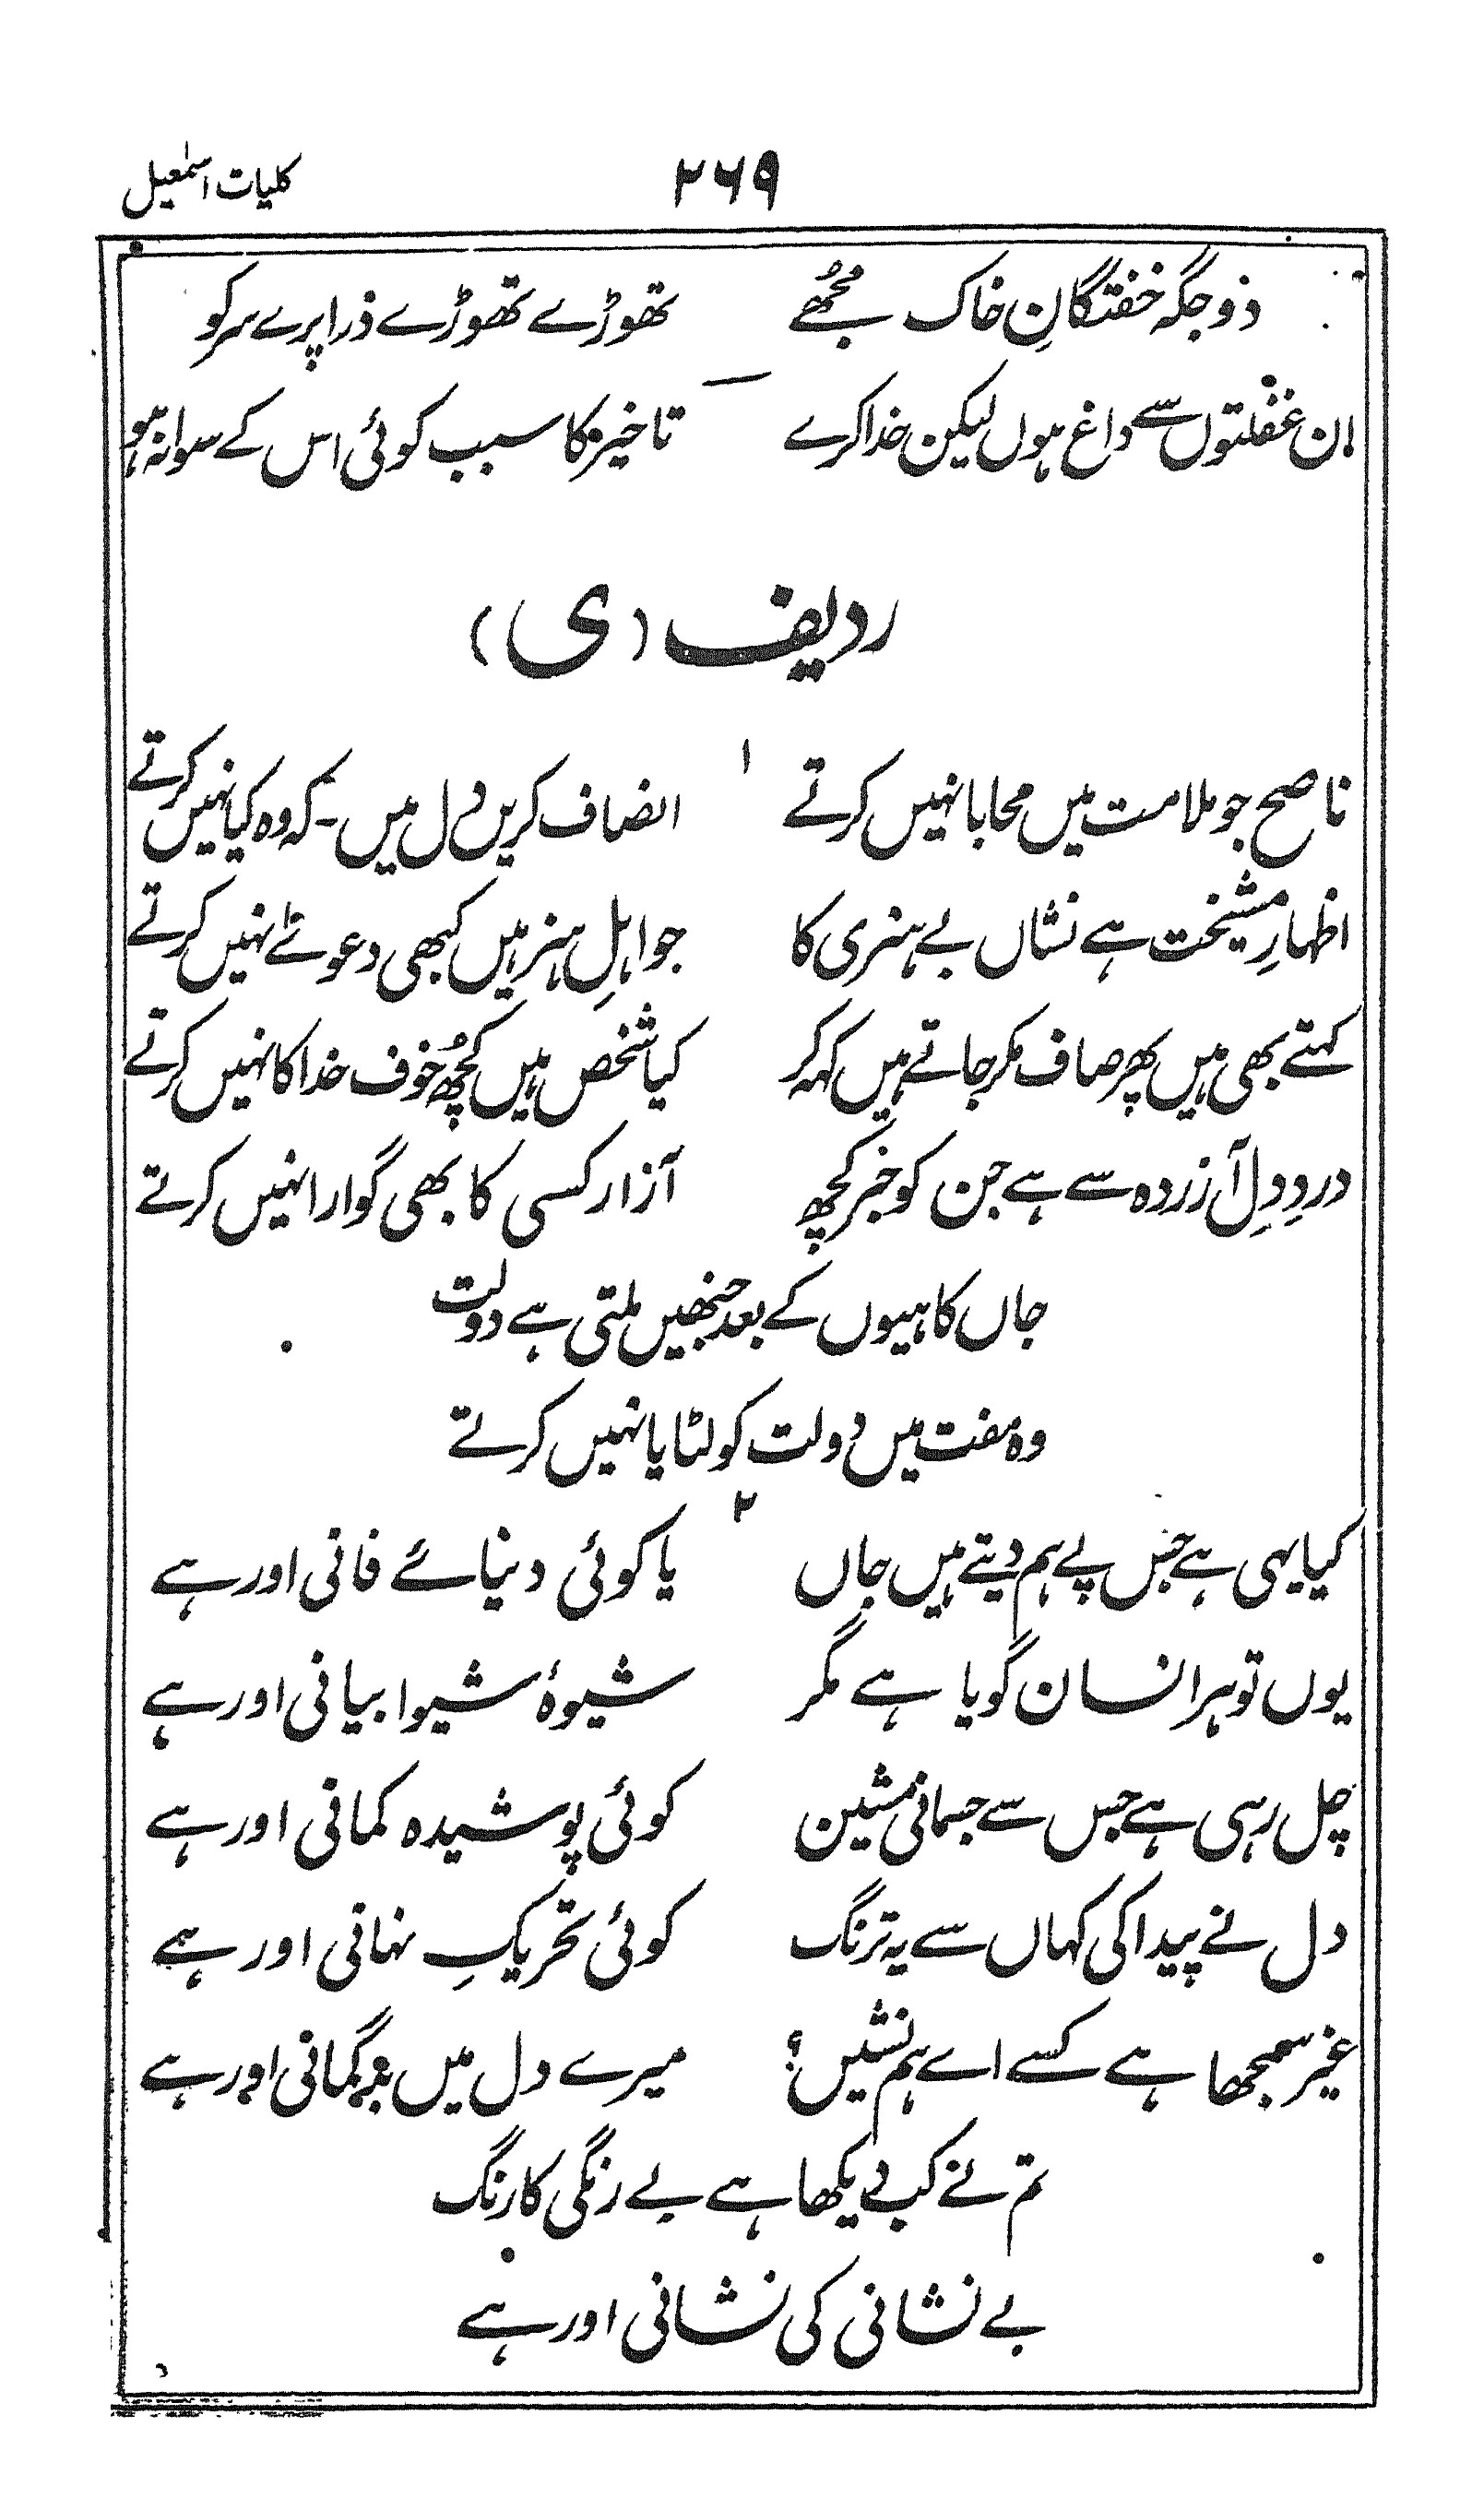 کلیات اسمٰعیل
۲۶۹
دو جگہ خفتگانِ خاک مجُھے تھوڑے تھوڑے ذرا پرے سرکو
ان غفلتوں سے داغ ہوں لیکن خدا کرے تاخیر کا سبب کوئی اس کے سوا نہ ہو
ردیف (ی)
۱
ناصح جو ملامت میں محابا نہیں کرتے انصاف کریں دل میں ۔ کہ وہ کیا نہیں کرتے
اظہارِ مشیخت ہے نشاں بے ہنری کا جو اہلِ ہنر ہیں کبھی دعوےٰ نہیں کرتے
کہتے بھی ہیں پھر صاف مکر جاتے ہیں کہہ کر کیا شخص ہیں کچُھ خوف خدا کا نہیں کرتے
دردِ دلِ آزردہ سے ہے جن کو خبر کچھ آزار کسی کا بھی گوارا نہیں کرتے
جاں کاہیوں کے بعد جنھیں ملتی ہے دولت
وہ مفت میں دولت کو لٹایا نہیں کرتے
۲
کیا یہی ہے جس پے ہم دیتے ہیں جاں یا کوئی دنیائے فانی اور ہے
یوں تو ہر انسان گویا ہے مگر شیوۂ شیوا بیانی اور ہے
چل رہی ہے جس سے جسمانی مشین کوئی پوشیدہ کمانی اور ہے
دل نے پیدا کی کہاں سے یہ ترنگ کوئی تحریکِ نہانی اور ہے
غیر سمجھا ہے کسے اے ہم نشیں؟ میرے دل میں بدگمانی اور ہے
تم نے کب دیکھا ہے بے رنگی کا رنگ
بے نشانی کی نشانی اور ہے